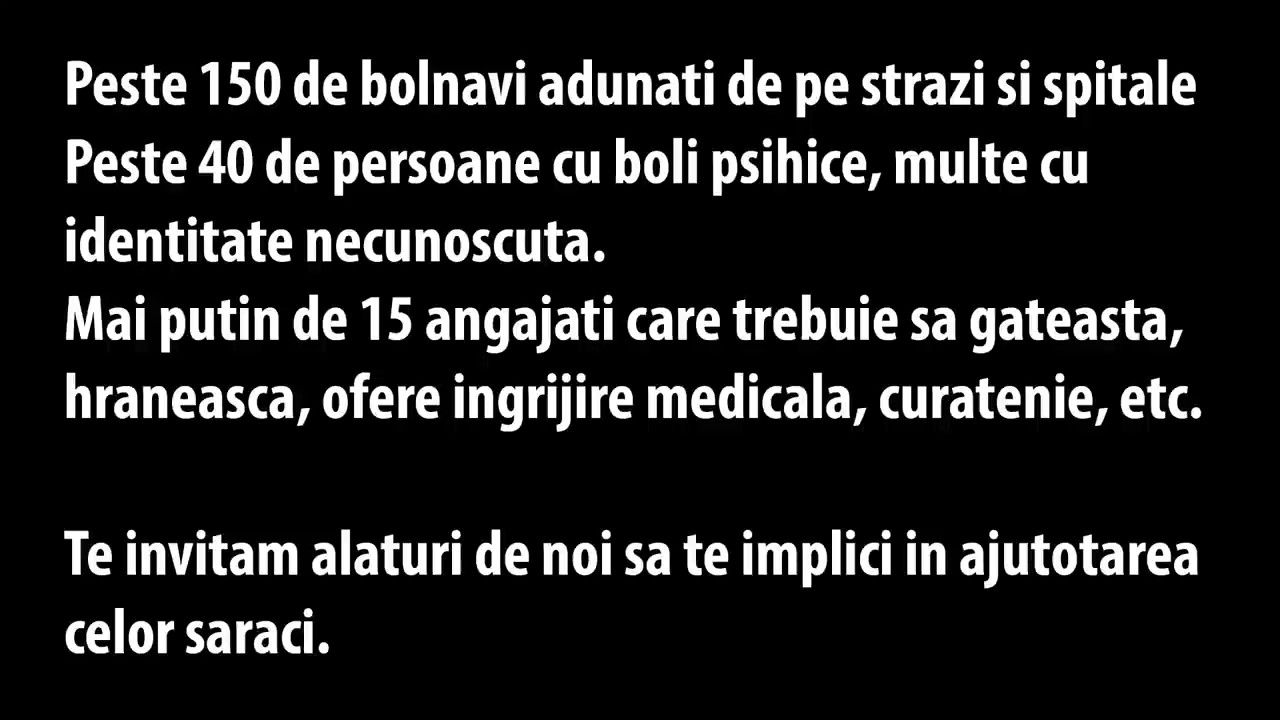 Peste 150 de bolnavi adunati de pe strazi si spitale
Peste 40 de persoane cu boli psihice, multe cu
identitate necunoscuta.
Mai putin de 15 angajati care trebuie sa gateasta,
hraneasca, ofere ingrijire medicala, curatenie, etc.
Te invitam alaturi de noi sa te implici in ajutotarea
celor saraci.